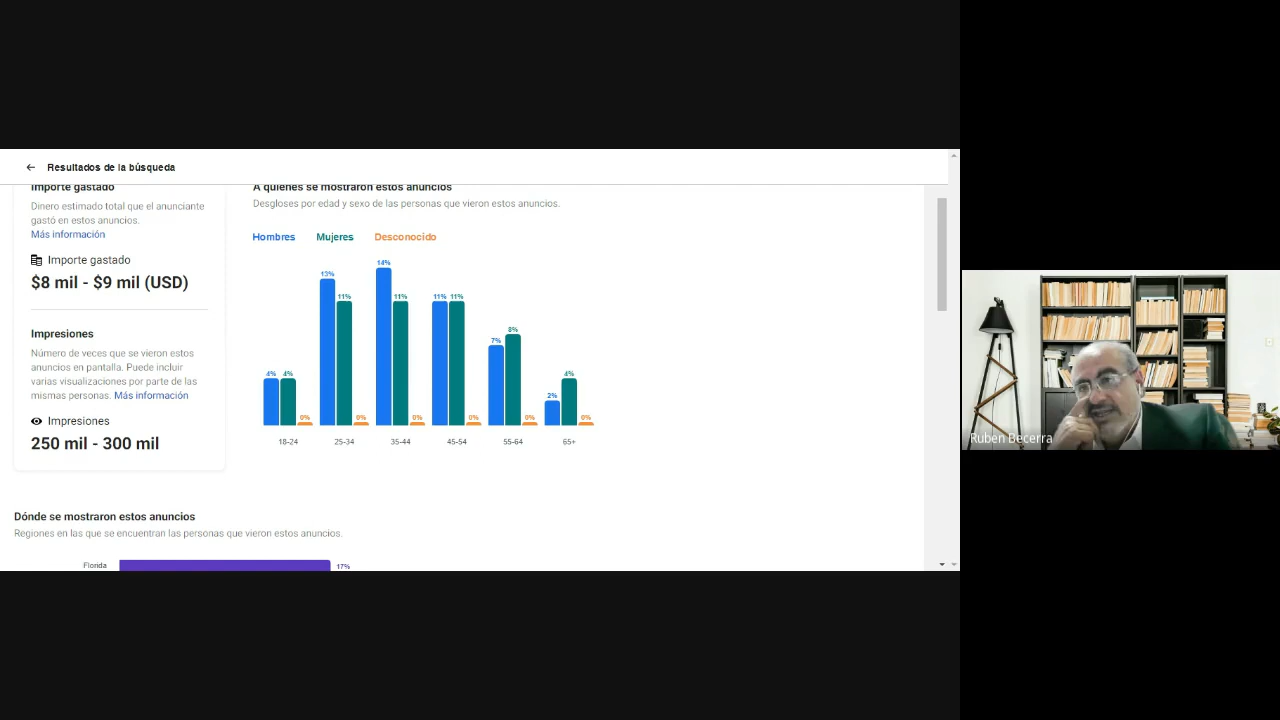 Resultados de la búsqueda
Importe gastado
Dinero estimado total que el anunciante
gastó en estos anuncios.
Más información
Importe gastado
$8 mil - $9 mil (USD)
Impresiones
Número de veces que se vieron estos
anuncios en pantalla. Puede incluir
varias visualizaciones por parte de las
mismas personas. Más información
Impresiones
250 mil - 300 mil
A quiénes se mostraron estos anuncios
Desgloses por edad y sexo de las personas que vieron estos anuncios.
Hombres Mujeres Desconocido
4% 4% 13% 11% 0% 14% 11% 0% 11% 11% 0% 7% 8% 0% 2% 4% 0% 0%
18-24 25-34 35-44 45-54 55-64 65+
Dónde se mostraron estos anuncios
Regiones en las que se encuentran las personas que vieron estos anuncios.
Florida 17%
Ruben Becerra